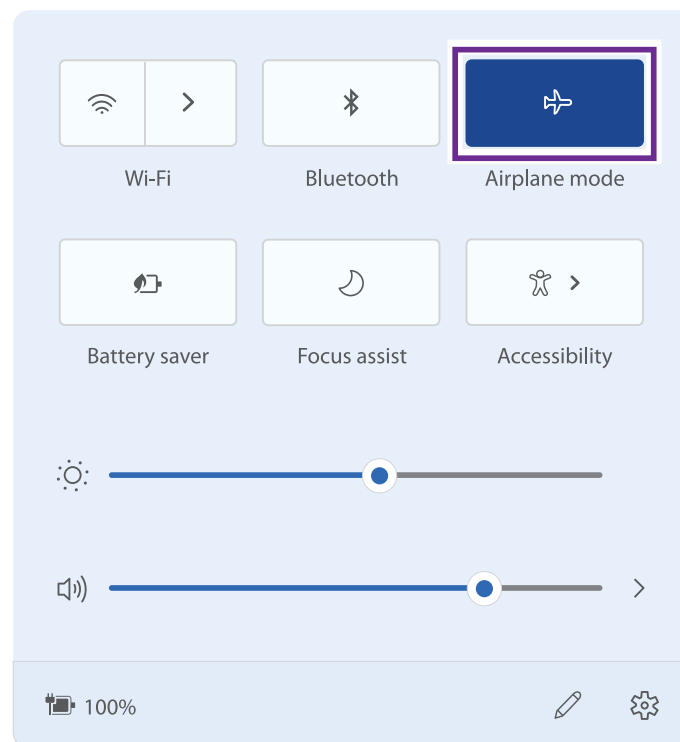 Wi-Fi Bluetooth Airplane mode
Battery saver Focus assist Accessibility
100%